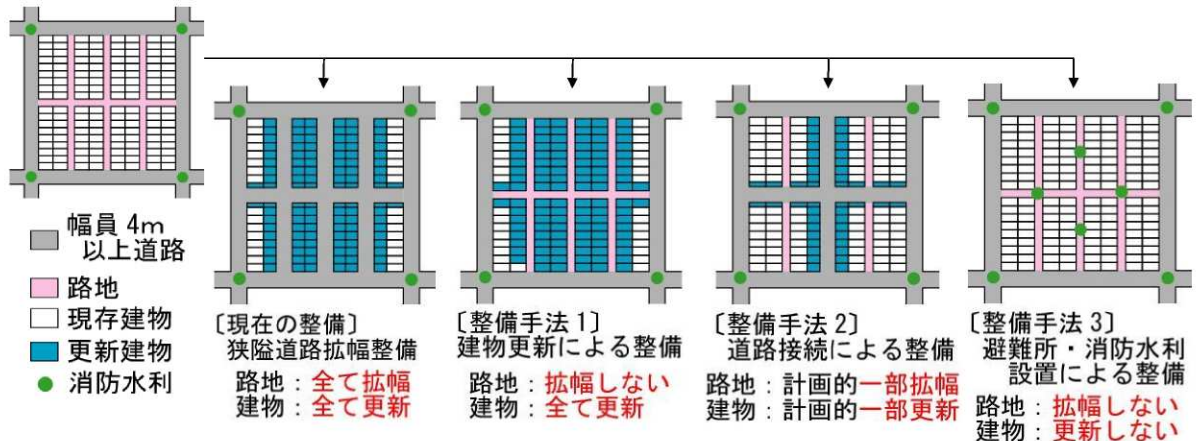 幅員4m
以上道路
路地
現存建物
更新建物
消防水利
〔現在の整備〕
狭隘道路拡幅整備
路地：全て拡幅
建物：全て更新
〔整備手法1〕
建物更新による整備
路地：拡幅しない
建物：全て更新
〔整備手法2〕
道路接続による整備
路地：計画的一部拡幅
建物：計画的一部更新
〔整備手法3〕
避難所・消防水利
設置による整備
路地：拡幅しない
建物：更新しない